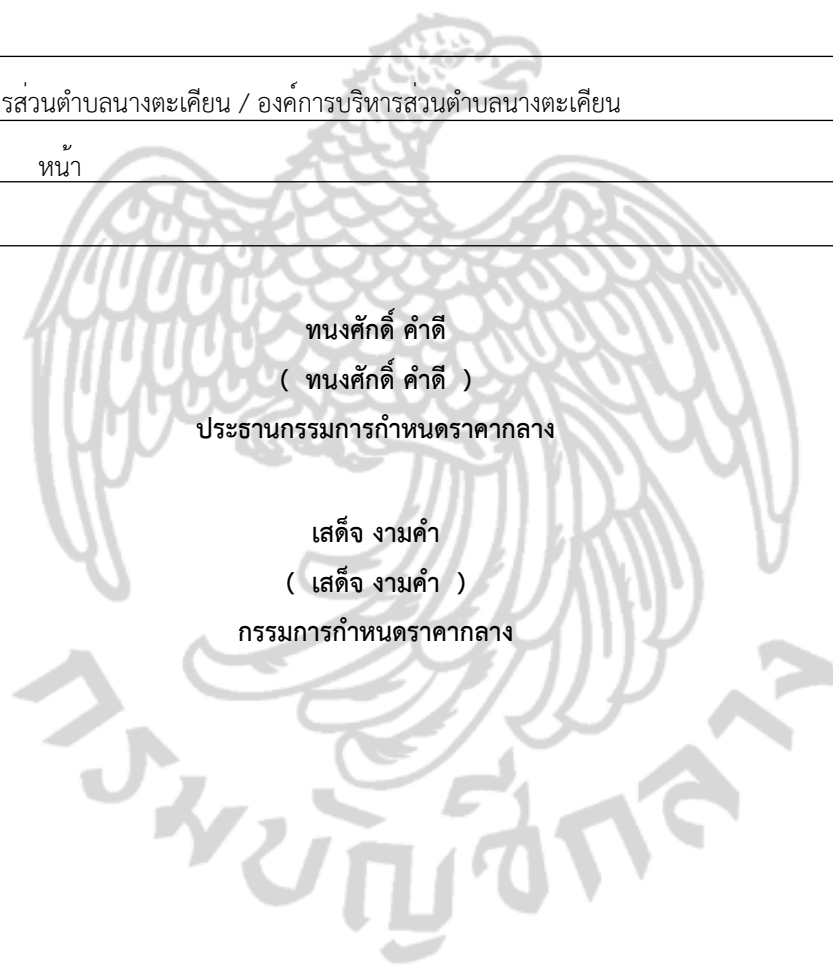 รส่วนตำบลนางตะเคียน / องค์การบริหารส่วนตำบลนางตะเคียน
หน้า
ทนงศักดิ์ คำดี
( ทนงศักดิ์ คำดี )
ประธานกรรมการกำหนดราคากลาง
เสด็จ งามคำ
( เสด็จ งามคำ )
กรรมการกำหนดราคากลาง
กรมบัญชีกลาง